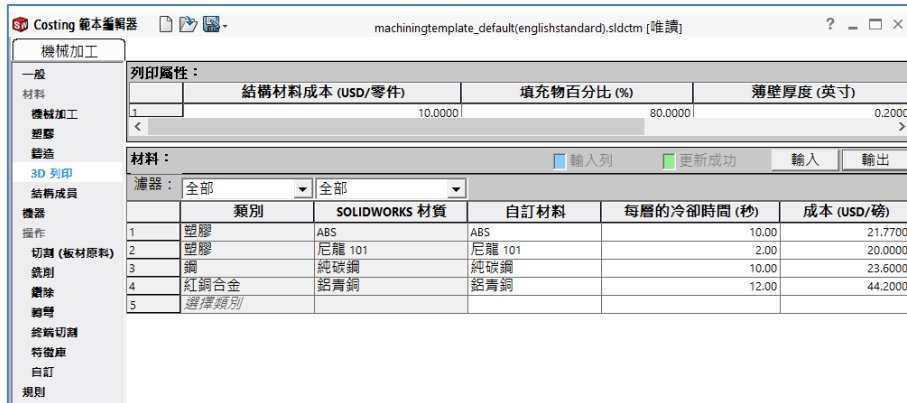 Costing 範本編輯器 machiningtemplate_default(englishstandard).sldctm [唯讀] ?
機械加工
一般
材料
機械加工
塑膠
鑄造
3D 列印
結構成員
機器
操作
切割 (板材原料)
銑削
鑽除
轉彎
終端切割
特徵庫
自訂
規則
列印屬性：
結構材料成本 (USD/零件) 填充物百分比 (%) 薄壁厚度 (英寸)
1 10.0000 80.0000 0.2000
材料： 輸入列 更新成功 輸入 輸出
濾器： 全部 全部
類別 SOLIDWORKS 材質 自訂材料 每層的冷卻時間 (秒) 成本 (USD/磅)
1 塑膠 ABS ABS 10.00 21.7700
2 塑膠 尼龍 101 尼龍 101 2.00 20.0000
3 鋼 純碳鋼 純碳鋼 10.00 23.6000
4 紅銅合金 鋁青銅 鋁青銅 12.00 44.2000
5 選擇類別